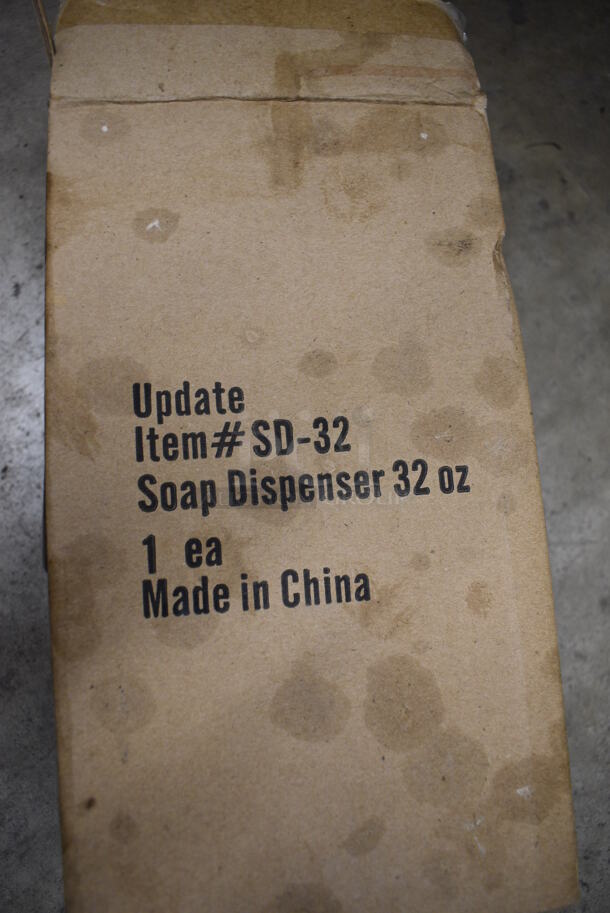 Update
Item# SD-32
Soap Dispenser 32 oz
1 ea
Made in China